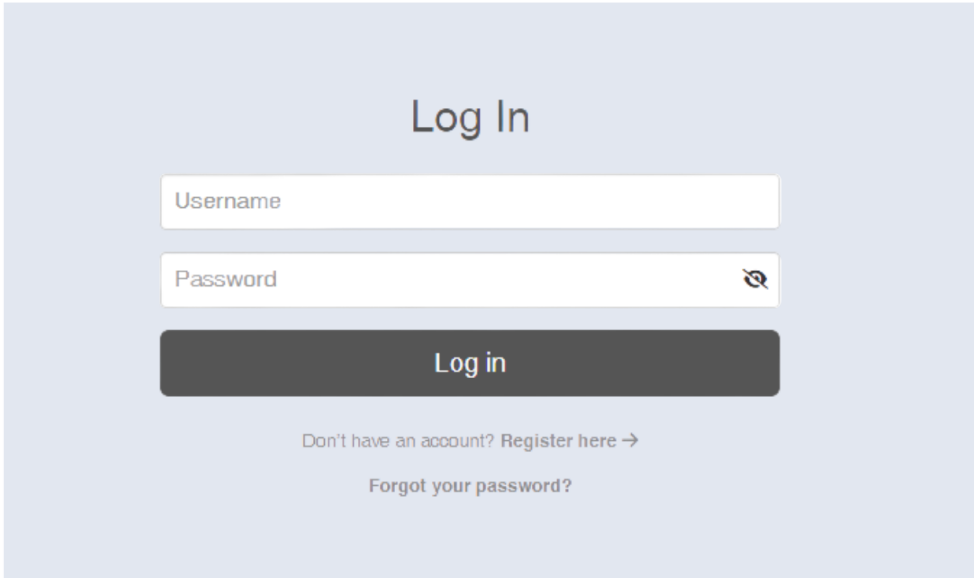 Log In
Username
Password
Log in
Don't have an account? Register here →
Forgot your password?